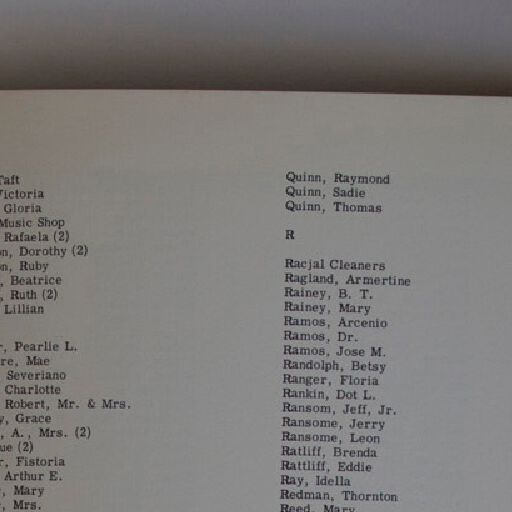 Taft
Victoria
Gloria
Music Shop
Rafaela (2)
on, Dorothy (2)
on, Ruby
, Beatrice
, Ruth (2)
Lillian
r, Pearlie L.
re, Mae
Severiano
Charlotte
Robert, Mr. & Mrs.
y, Grace
, A., Mrs. (2)
ue (2)
r, Fistoria
Arthur E.
, Mary
, Mrs.
Quinn, Raymond
Quinn, Sadie
Quinn, Thomas
R
Racjal Cleaners
Ragland, Armertine
Rainey, B. T.
Rainey, Mary
Ramos, Arcenio
Ramos, Dr.
Ramos, Jose M.
Randolph, Betsy
Ranger, Floria
Rankin, Dot L.
Ransom, Jeff, Jr.
Ransome, Jerry
Ransome, Leon
Ratliff, Brenda
Rattliff, Eddie
Ray, Idella
Redman, Thornton
Reed, Mary